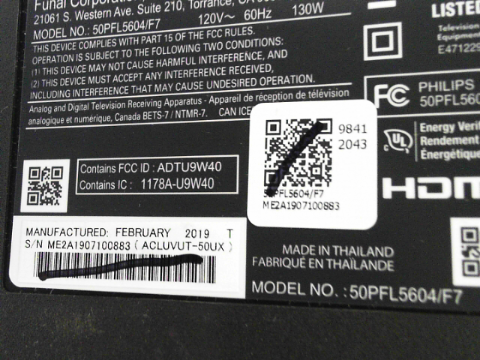 Funai Corporation
21061 S. Western Ave. Suite 210, Torrance, CA
MODEL NO. : 50PFL5604/F7 120V~ 60Hz 130W
THIS DEVICE COMPLIES WITH PART 15 OF THE FCC RULES.
OPERATION IS SUBJECT TO THE FOLLOWING TWO CONDITIONS:
(1) THIS DEVICE MAY NOT CAUSE HARMFUL INTERFERENCE, AND
(2) THIS DEVICE MUST ACCEPT ANY INTERFERENCE RECEIVED,
INCLUDING INTERFERENCE THAT MAY CAUSE UNDESIRED OPERATION.
Analog and Digital Television Receiving Apparatus - Appareil de réception de télévision
analogique et numérique, Canada BETS-7 / NTMR-7. CAN ICE
LISTED
Television
Equipment
E471229
FC
PHILIPS
50PFL560
9841
2043
50PFL5604/F7
ME2A1907100883
UL
Energy Verified
Rendement
HDMI
Contains FCC ID : ADTU9W40
Contains IC : 1178A-U9W40
MANUFACTURED: FEBRUARY 2019 T
S/N ME2A1907100883 (ACLUVUT-50UX)
MADE IN THAILAND
FABRIQUÉ EN THAÏLANDE
MODEL NO. : 50PFL5604/F7